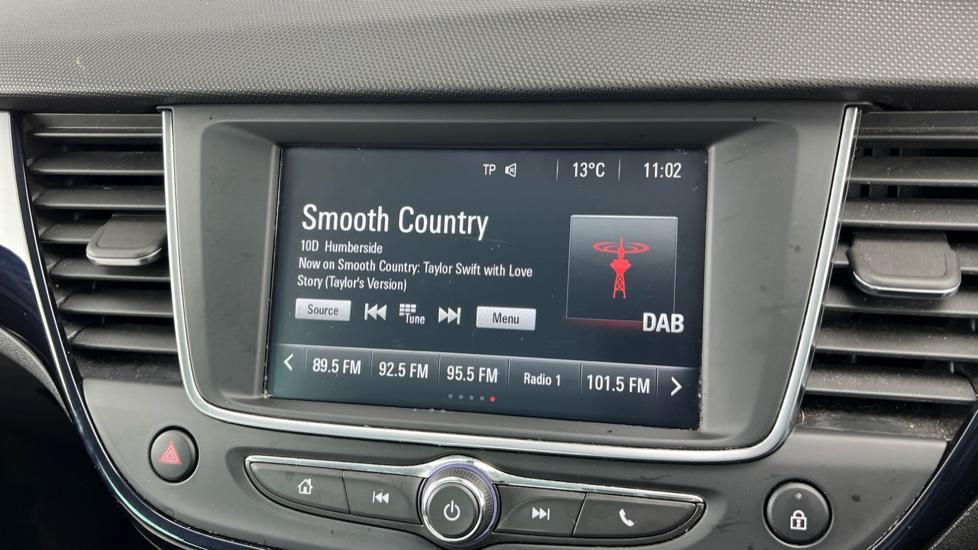 TP 13°C 11:02
Smooth Country
10D Humberside
Now on Smooth Country: Taylor Swift with Love
Story (Taylor's Version)
Source Tune Menu
DAB
89.5 FM 92.5 FM 95.5 FM Radio 1 101.5 FM